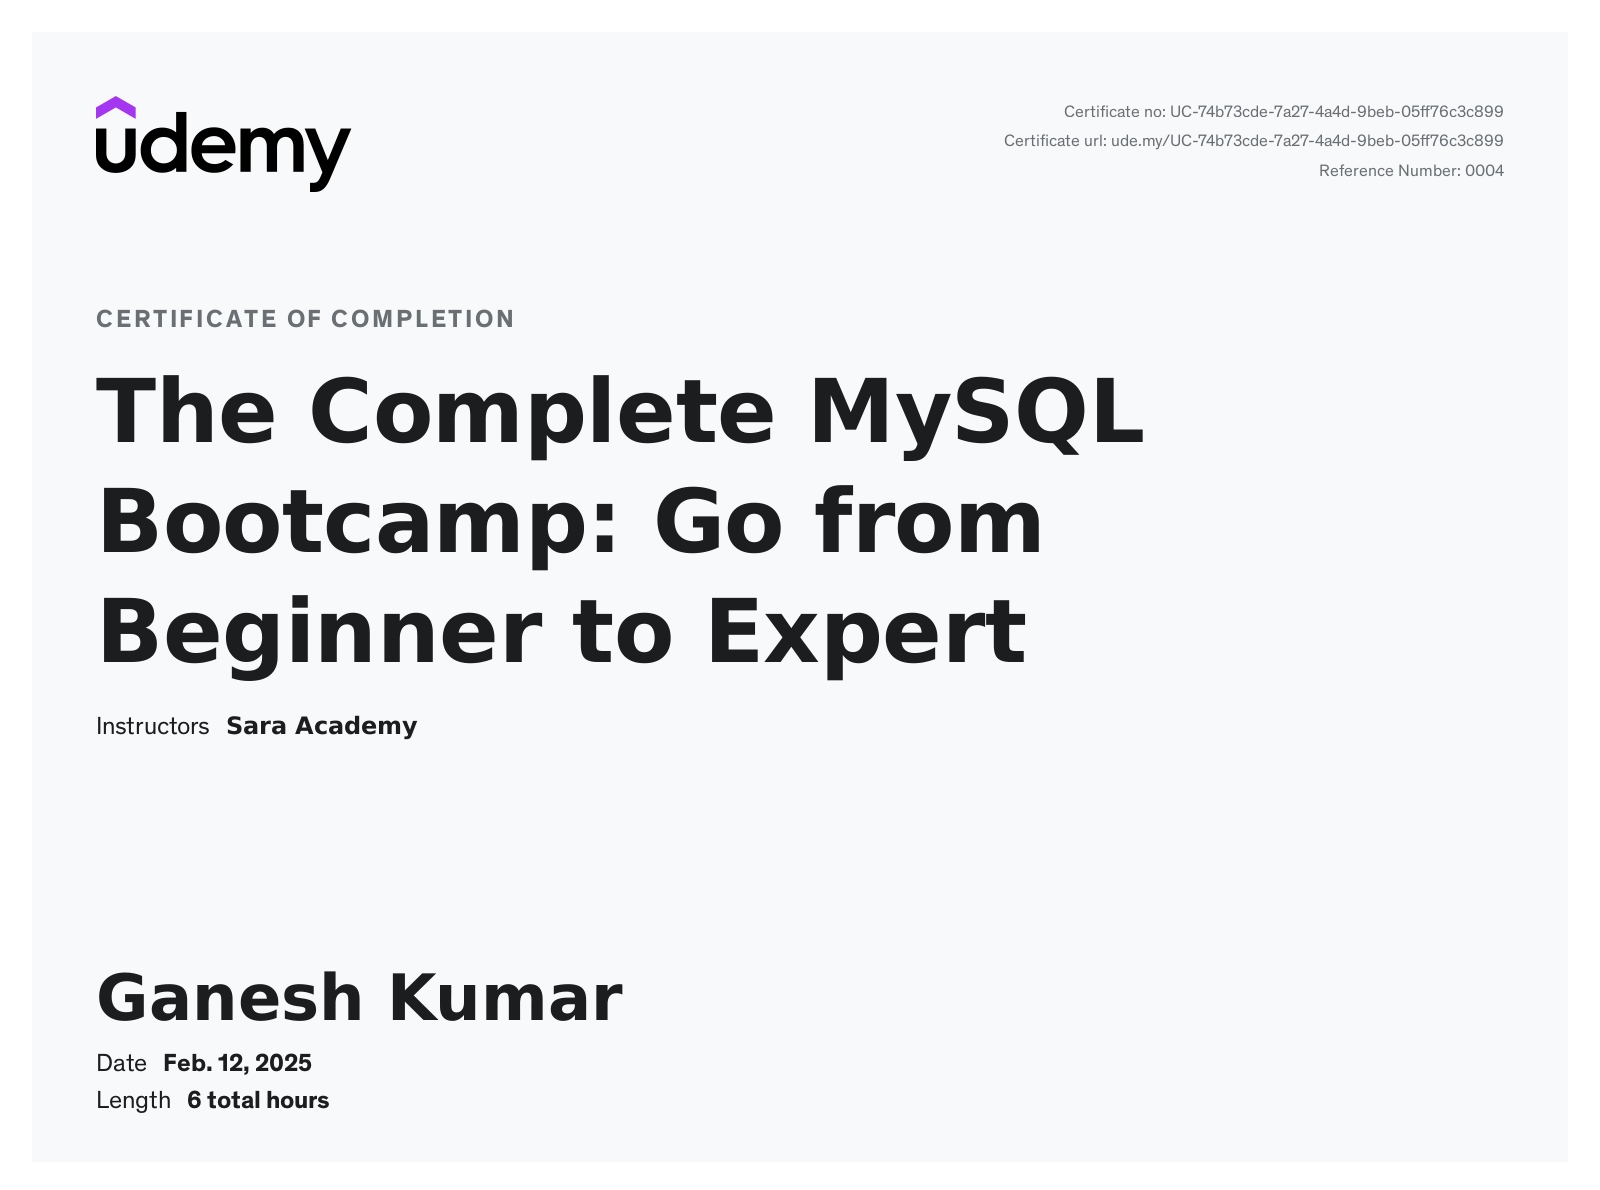 udemy
Certificate no: UC-74b73cde-7a27-4a4d-9beb-05ff76c3c899
Certificate url: ude.my/UC-74b73cde-7a27-4a4d-9beb-05ff76c3c899
Reference Number: 0004
CERTIFICATE OF COMPLETION
The Complete MySQL
Bootcamp: Go from
Beginner to Expert
Instructors Sara Academy
Ganesh Kumar
Date Feb. 12, 2025
Length 6 total hours